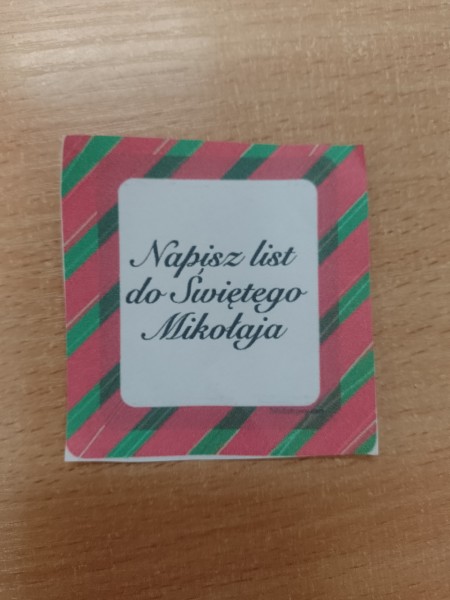 Napisz list
do Świętego
Mikołaja